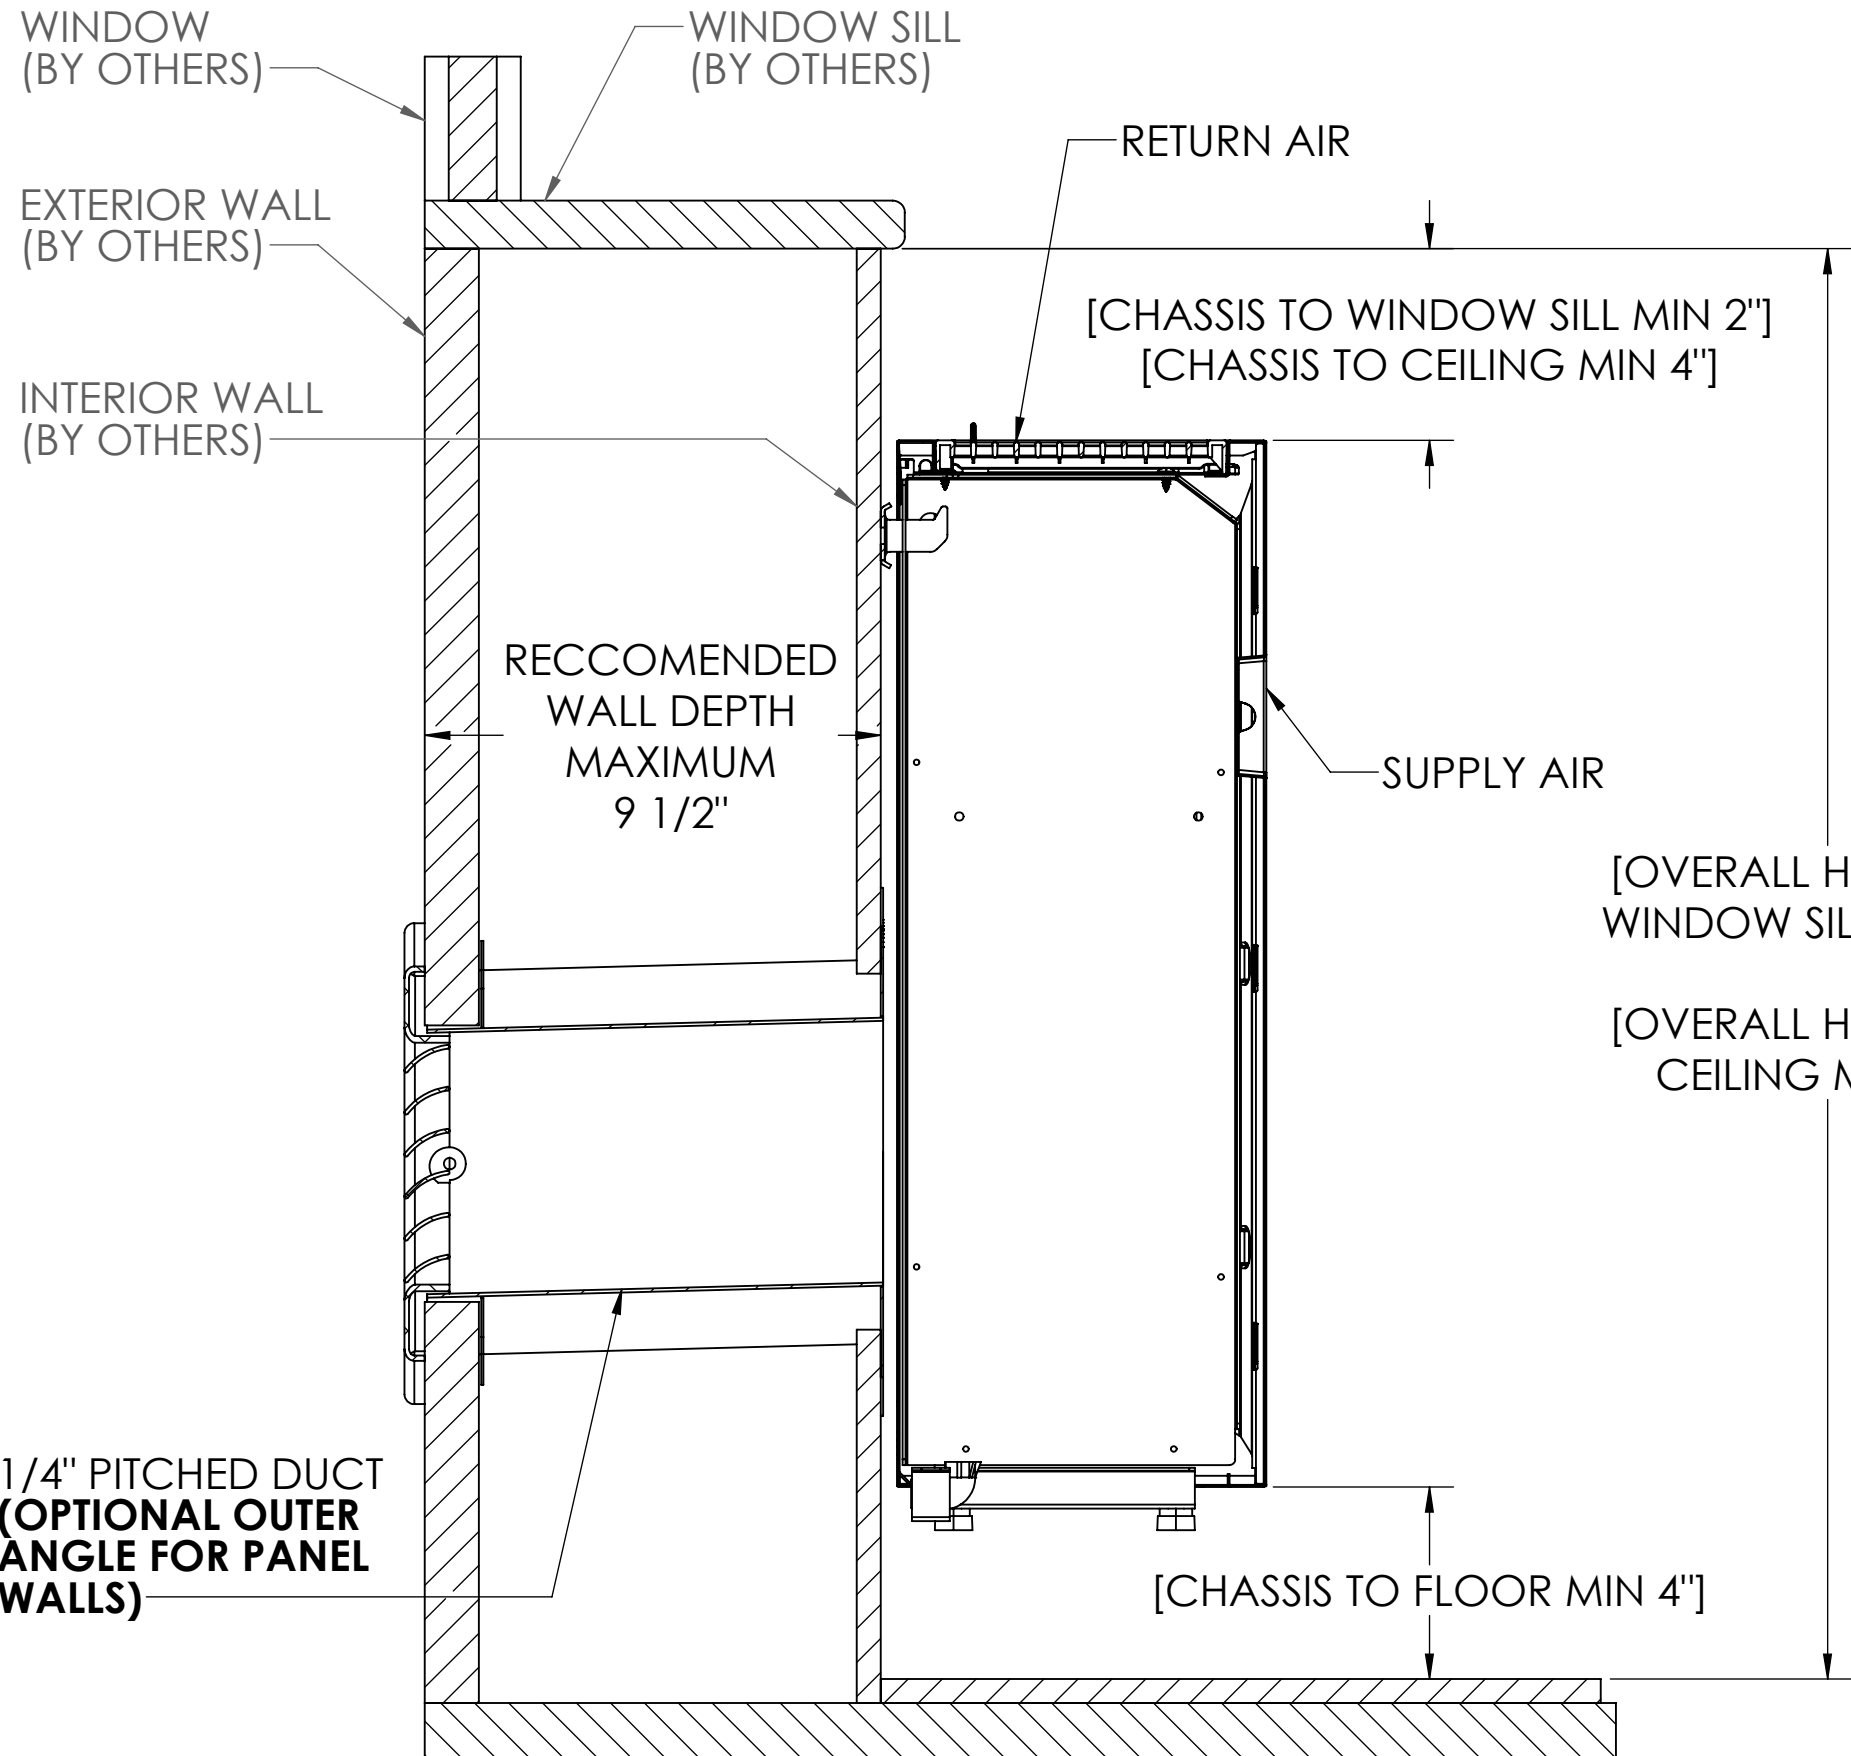 WINDOW
(BY OTHERS)
WINDOW SILL
(BY OTHERS)
RETURN AIR
EXTERIOR WALL
(BY OTHERS)
[CHASSIS TO WINDOW SILL MIN 2"]
[CHASSIS TO CEILING MIN 4"]
INTERIOR WALL
(BY OTHERS)
RECCOMENDED
WALL DEPTH
MAXIMUM
9 1/2"
SUPPLY AIR
[OVERALL
WINDOW
[OVERALL
CEILING
1/4" PITCHED DUCT
(OPTIONAL OUTER
ANGLE FOR PANEL
WALLS)
[CHASSIS TO FLOOR MIN 4"]